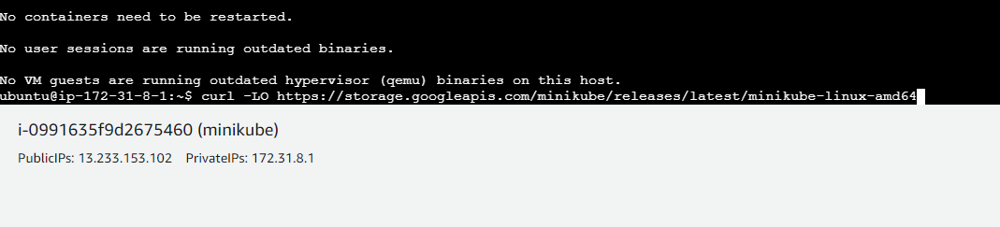 No containers need to be restarted.
No user sessions are running outdated binaries.
No VM guests are running outdated hypervisor (qemu) binaries on this host.
ubuntu@ip-172-31-8-1:~$ curl -LO https://storage.googleapis.com/minikube/releases/latest/minikube-linux-amd64
i-0991635f9d2675460 (minikube)
PublicIPs: 13.233.153.102 PrivateIPs: 172.31.8.1